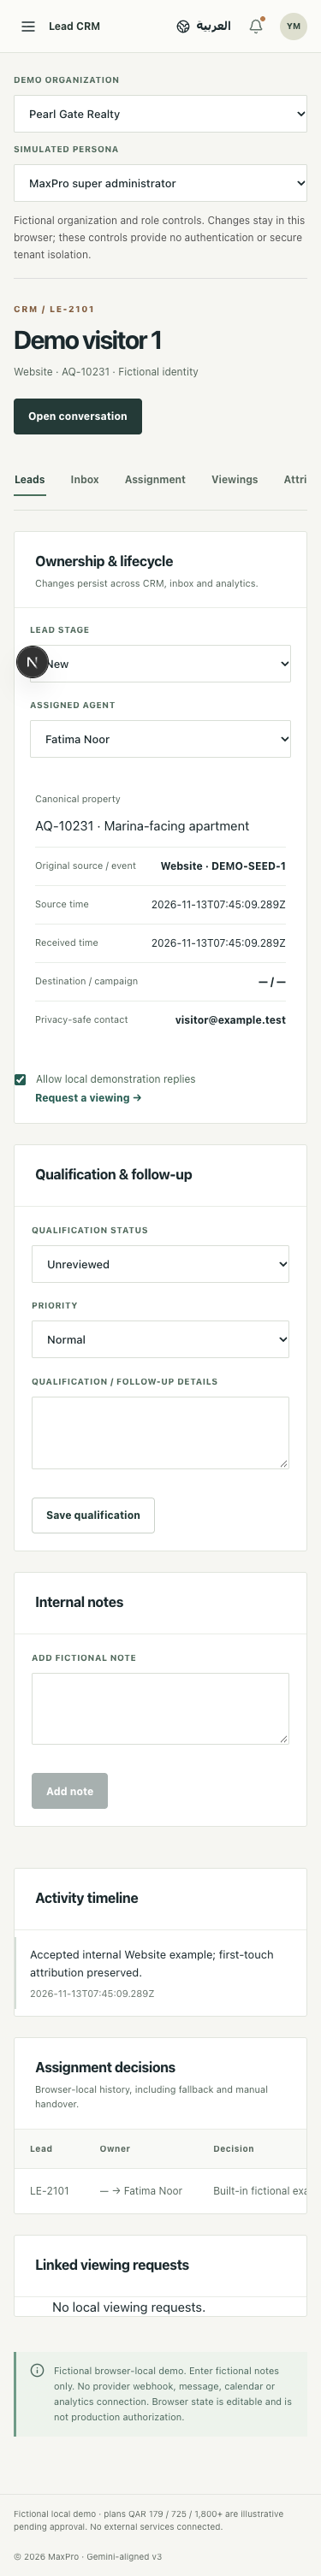 Lead CRM
العربية
YM
DEMO ORGANIZATION
Pearl Gate Realty
SIMULATED PERSONA
MaxPro super administrator
Fictional organization and role controls. Changes stay in this
browser; these controls provide no authentication or secure
tenant isolation.
CRM / LE-2101
Demo visitor 1
Website · AQ-10231 · Fictional identity
Open conversation
Leads Inbox Assignment Viewings Attri
Ownership & lifecycle
Changes persist across CRM, inbox and analytics.
LEAD STAGE
N
New
ASSIGNED AGENT
Fatima Noor
Canonical property
AQ-10231 · Marina-facing apartment
Original source / event Website · DEMO-SEED-1
Source time 2026-11-13T07:45:09.289Z
Received time 2026-11-13T07:45:09.289Z
Destination / campaign — / —
Privacy-safe contact visitor@example.test
Allow local demonstration replies
Request a viewing →
Qualification & follow-up
QUALIFICATION STATUS
Unreviewed
PRIORITY
Normal
QUALIFICATION / FOLLOW-UP DETAILS
Save qualification
Internal notes
ADD FICTIONAL NOTE
Add note
Activity timeline
Accepted internal Website example; first-touch
attribution preserved.
2026-11-13T07:45:09.289Z
Assignment decisions
Browser-local history, including fallback and manual
handover.
Lead Owner Decision
LE-2101 — → Fatima Noor Built-in fictional exa
Linked viewing requests
No local viewing requests.
Fictional browser-local demo. Enter fictional notes
only. No provider webhook, message, calendar or
analytics connection. Browser state is editable and is
not production authorization.
Fictional local demo · plans QAR 179 / 725 / 1,800+ are illustrative
pending approval. No external services connected.
© 2026 MaxPro · Gemini-aligned v3